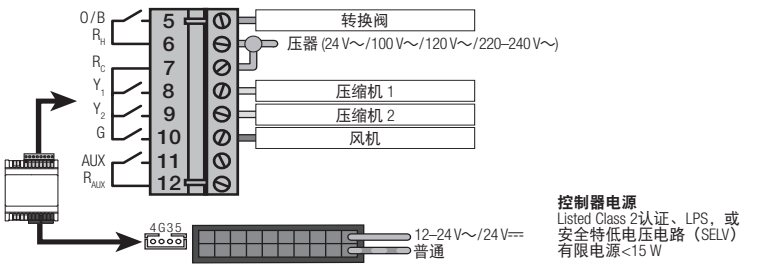 O/B 5 转换阀
RH 6 压器 (24 V～/100 V～/120 V～/220–240 V～)
RC 7
Y1 8 压缩机 1
Y2 9 压缩机 2
G 10 风机
AUX 11
RAUX 12
4G35
12–24 V～/24 V⎓
普通
控制器电源
Listed Class 2认证、LPS，或
安全特低电压电路（SELV）
有限电源<15 W